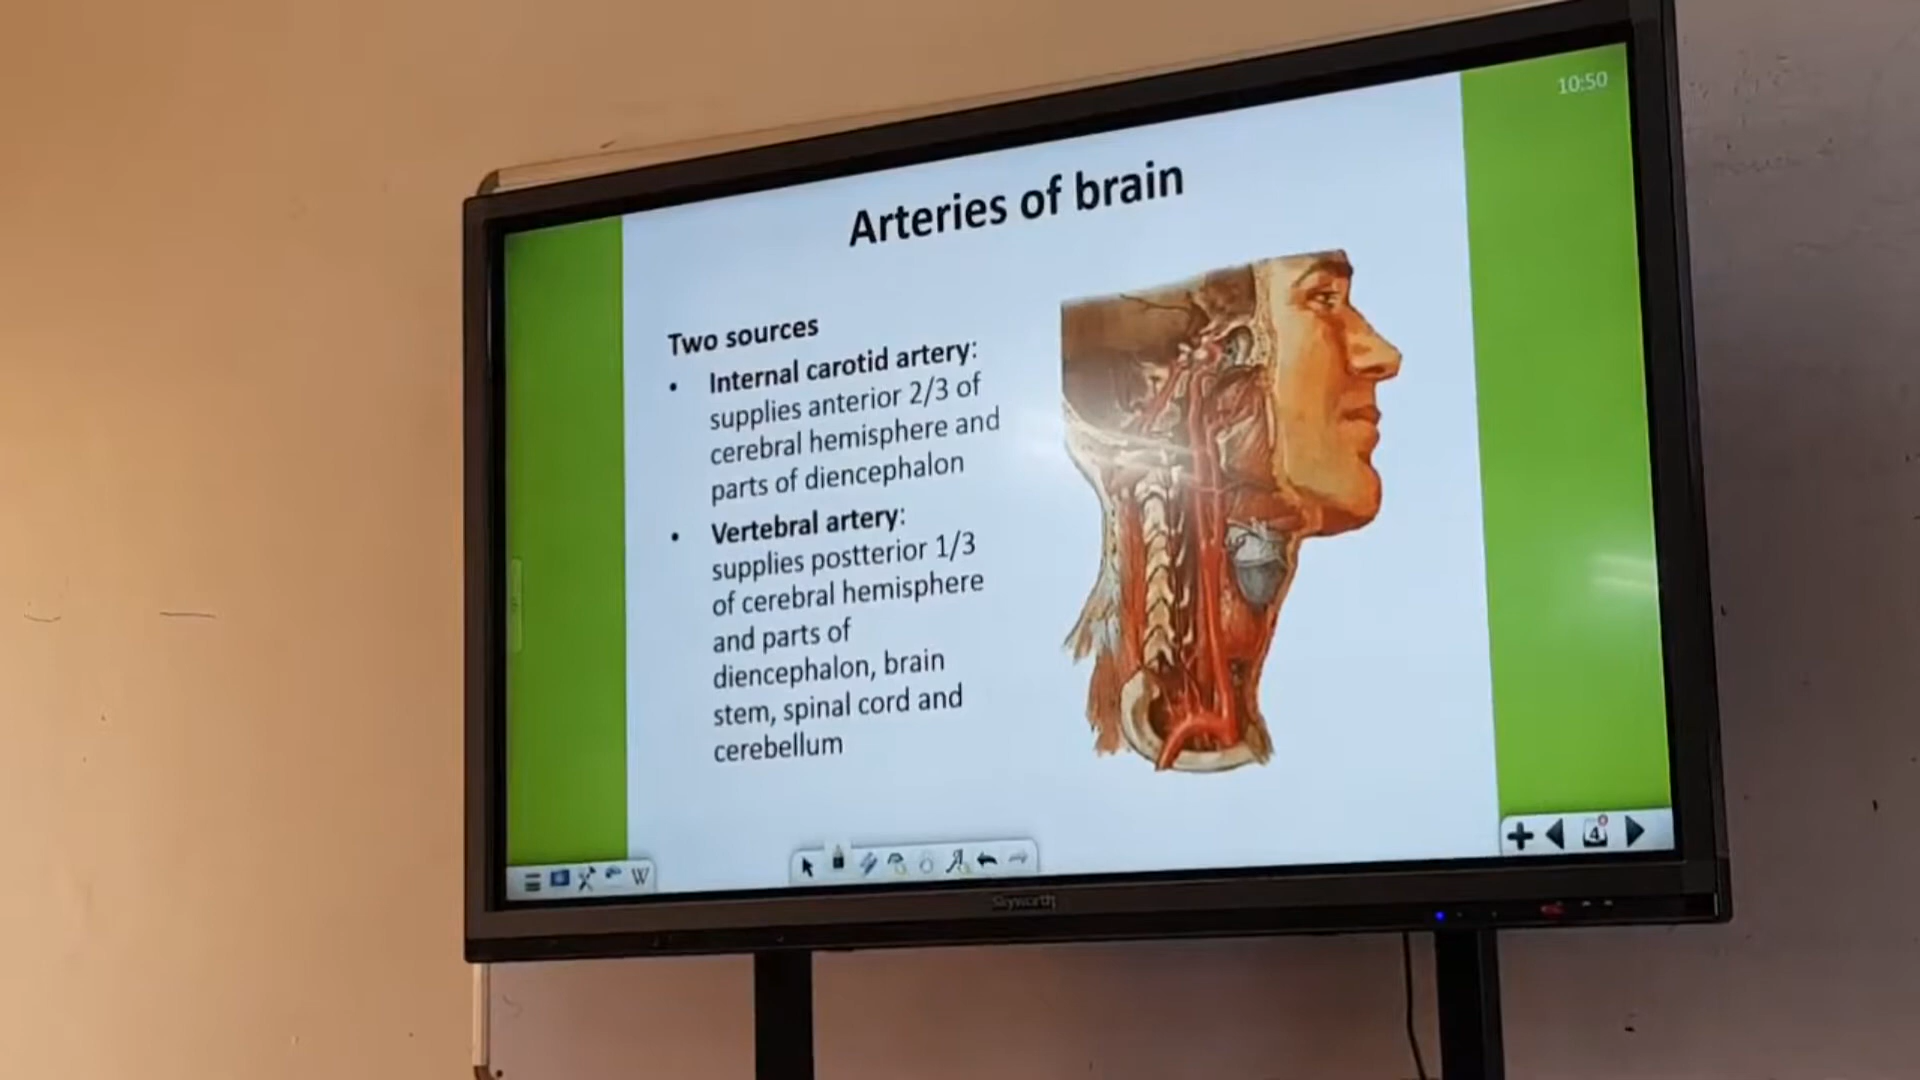 10:50
Arteries of brain
Two sources
• Internal carotid artery:
supplies anterior 2/3 of
cerebral hemisphere and
parts of diencephalon
• Vertebral artery:
supplies postterior 1/3
of cerebral hemisphere
and parts of
diencephalon, brain
stem, spinal cord and
cerebellum
W
4
Skyworth